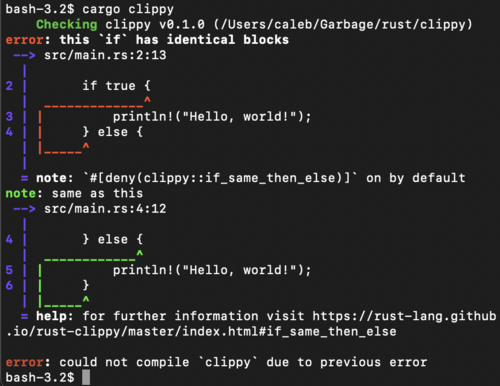 bash-3.2$ cargo clippy
    Checking clippy v0.1.0 (/Users/caleb/Garbage/rust/clippy)
error: this `if` has identical blocks
 --> src/main.rs:2:13
  |
2 |       if true {
  |  _____________^
3 | |         println!("Hello, world!");
4 | |     } else {
  | |_____^
  |
  = note: `#[deny(clippy::if_same_then_else)]` on by default
note: same as this
 --> src/main.rs:4:12
  |
4 |       } else {
  |  ____________^
5 | |         println!("Hello, world!");
6 | |     }
  | |_____^
  = help: for further information visit https://rust-lang.github
.io/rust-clippy/master/index.html#if_same_then_else

error: could not compile `clippy` due to previous error
bash-3.2$